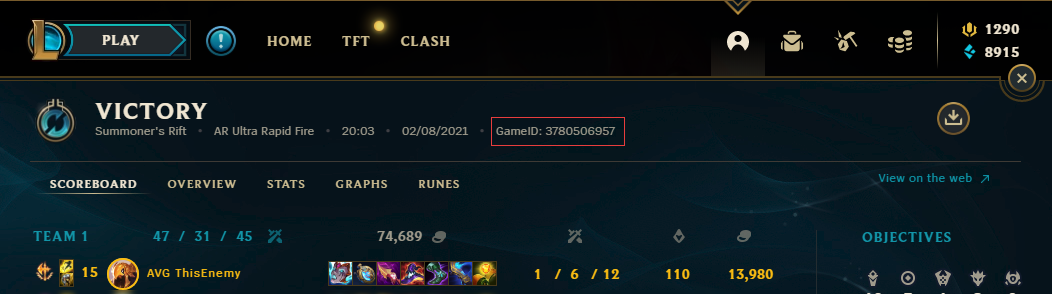 PLAY HOME TFT CLASH 1290
8915
VICTORY
Summoner's Rift • AR Ultra Rapid Fire • 20:03 • 02/08/2021 • GameID: 3780506957
SCOREBOARD OVERVIEW STATS GRAPHS RUNES View on the web
TEAM 1 47 / 31 / 45 74,689 OBJECTIVES
15 AVG ThisEnemy 1 / 6 / 12 110 13,980